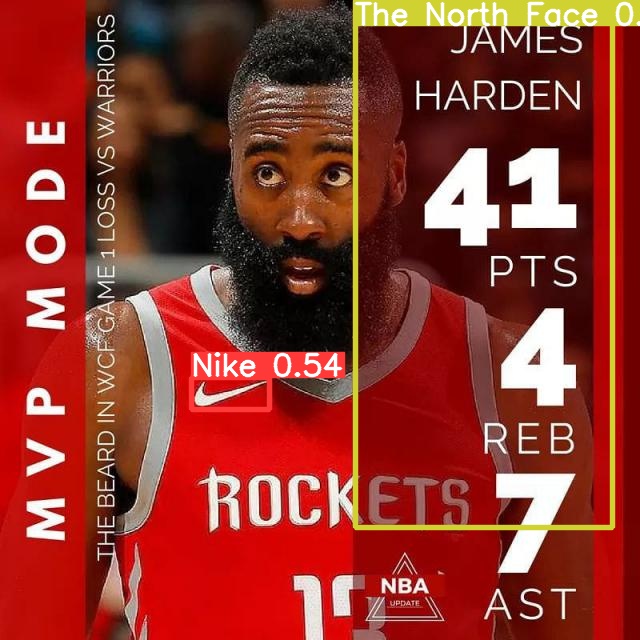 The North Face 0.
MVP MODE
THE BEARD IN WCF GAME 1 LOSS VS WARRIORS
JAMES
HARDEN
41
PTS
4
REB
7
AST
Nike 0.54
ROCKETS
13
NBA
UPDATE